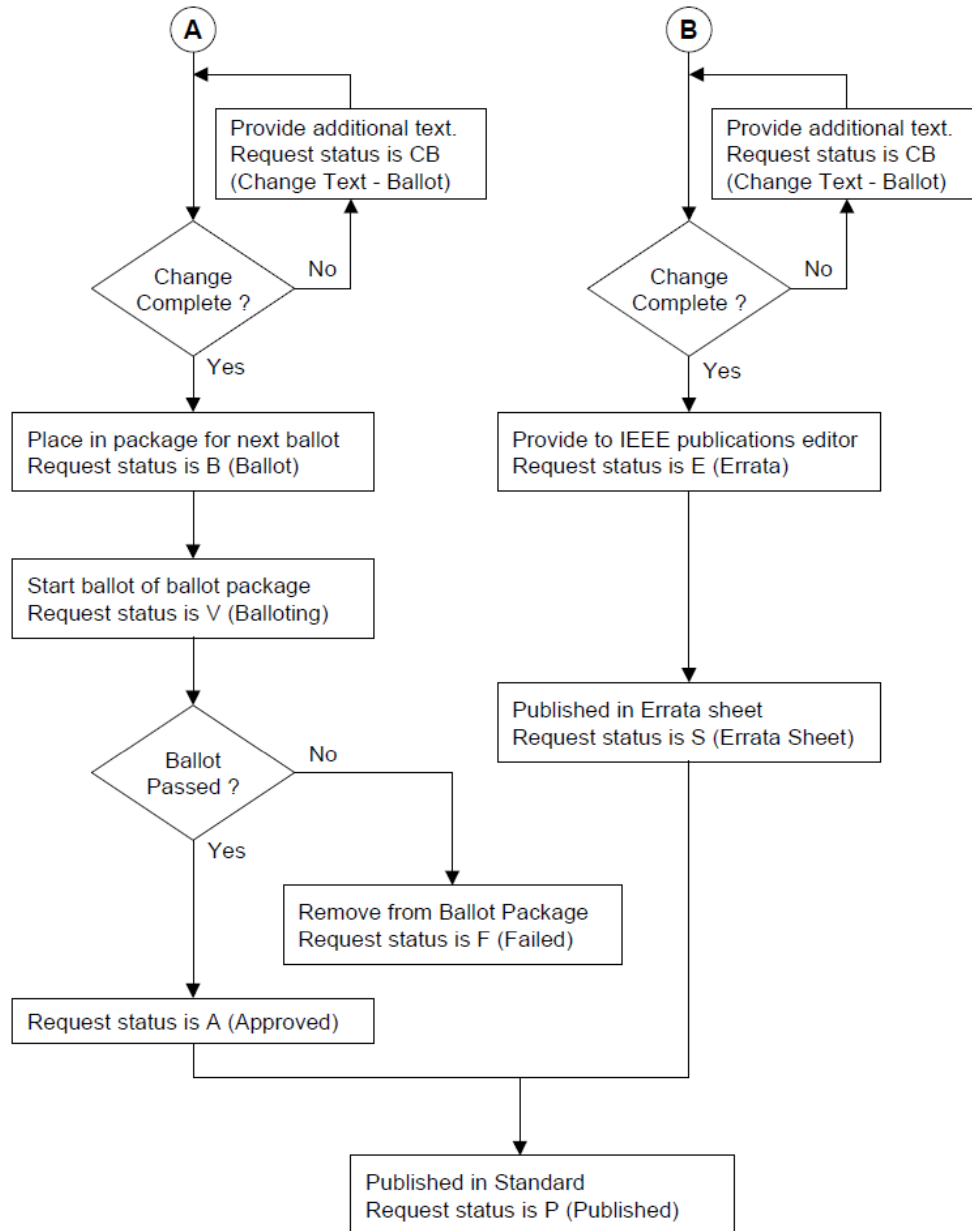 A
Provide additional text.
Request status is CB
(Change Text - Ballot)
Change
Complete ?
No
Yes
Place in package for next ballot
Request status is B (Ballot)
Start ballot of ballot package
Request status is V (Balloting)
Ballot
Passed ?
No
Yes
Remove from Ballot Package
Request status is F (Failed)
Request status is A (Approved)
B
Provide additional text.
Request status is CB
(Change Text - Ballot)
Change
Complete ?
No
Yes
Provide to IEEE publications editor
Request status is E (Errata)
Published in Errata sheet
Request status is S (Errata Sheet)
Published in Standard
Request status is P (Published)